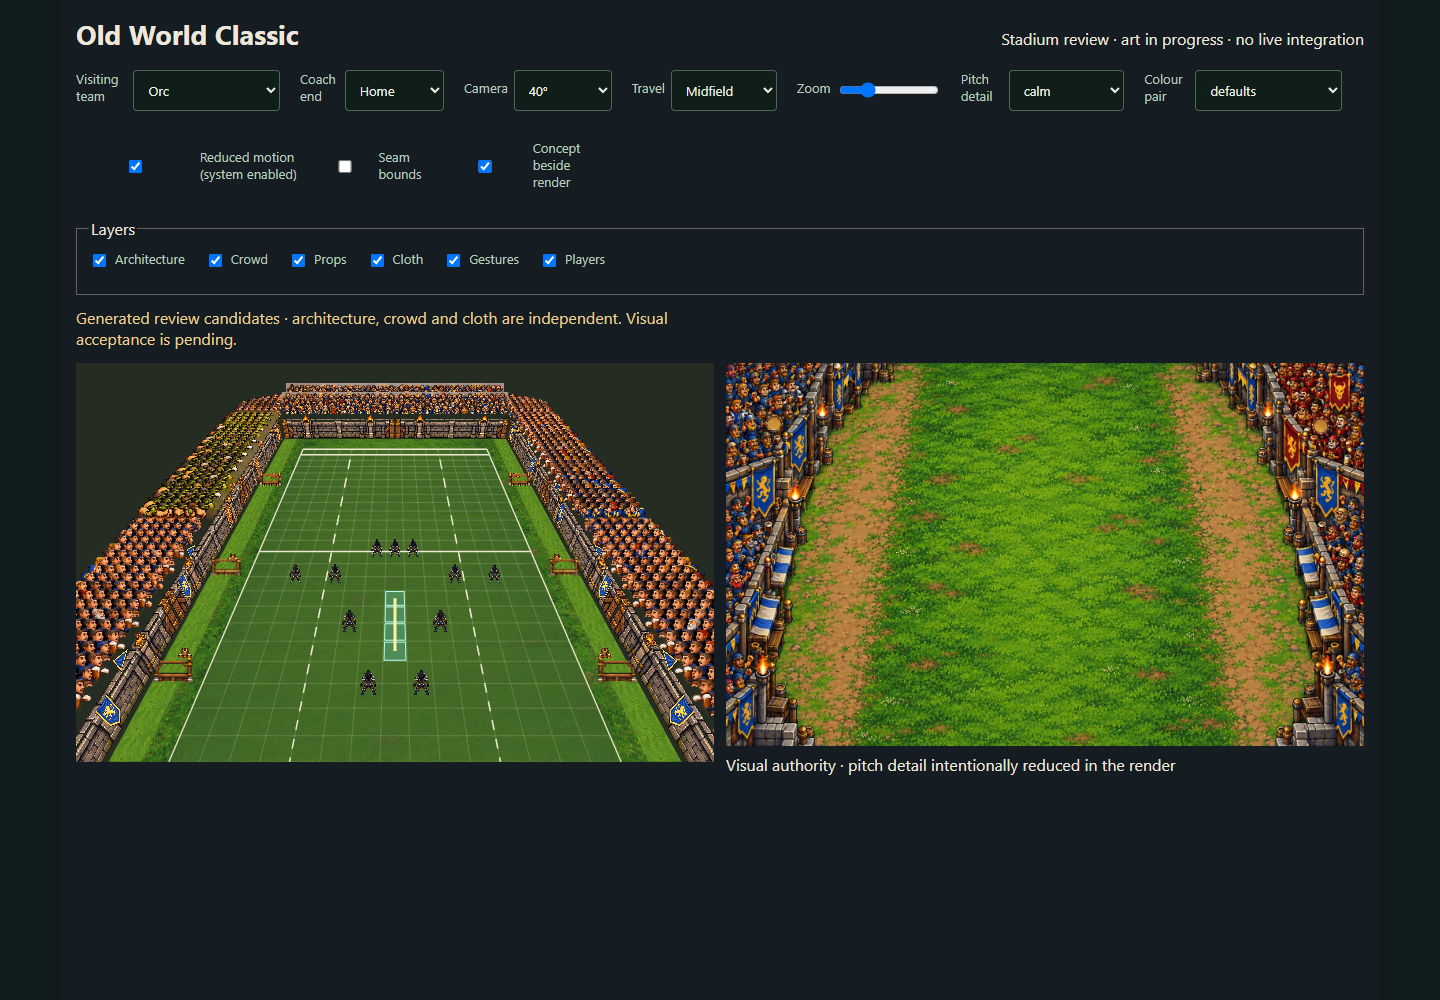 Old World Classic
Stadium review · art in progress · no live integration
Visiting team
Orc
Coach end
Home
Camera
40°
Travel
Midfield
Zoom
Pitch detail
calm
Colour pair
defaults
Reduced motion
(system enabled)
Seam
bounds
Concept
beside
render
Layers
Architecture
Crowd
Props
Cloth
Gestures
Players
Generated review candidates · architecture, crowd and cloth are independent. Visual
acceptance is pending.
Visual authority · pitch detail intentionally reduced in the render